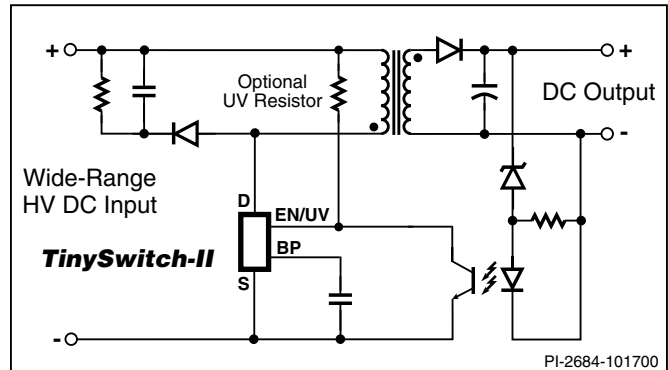 +
+
Optional
UV Resistor
DC Output
-
Wide-Range
HV DC Input
D
EN/UV
BP
TinySwitch-II
S
-
PI-2684-101700